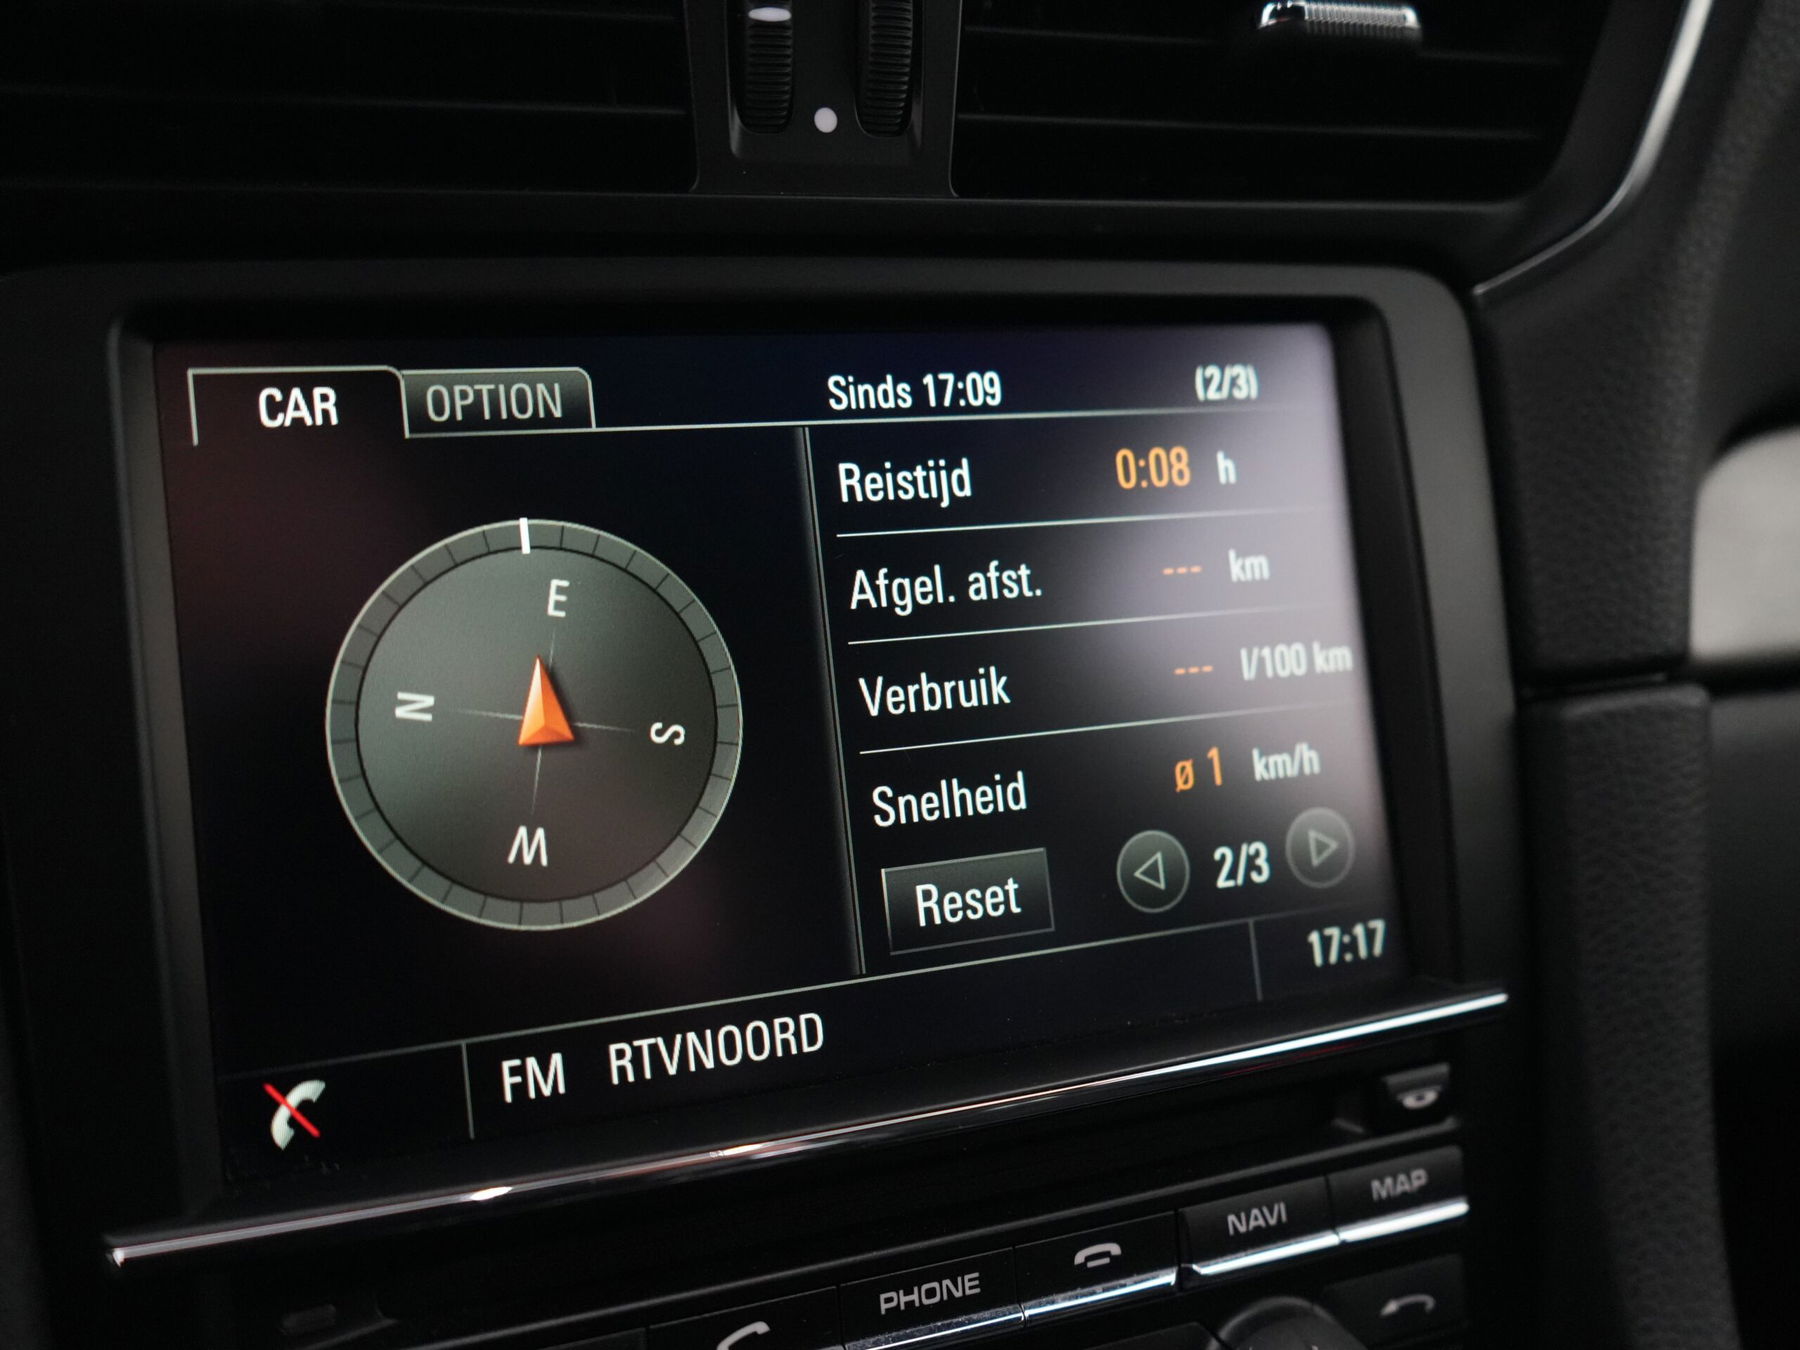 CAR OPTION Sinds 17:09 (2/3)
Reistijd 0:08 h
Afgel. afst. --- km
Verbruik --- l/100 km
Snelheid ø 1 km/h
Reset 2/3
E
N S
W
17:17
FM RTVNOORD
PHONE NAVI MAP